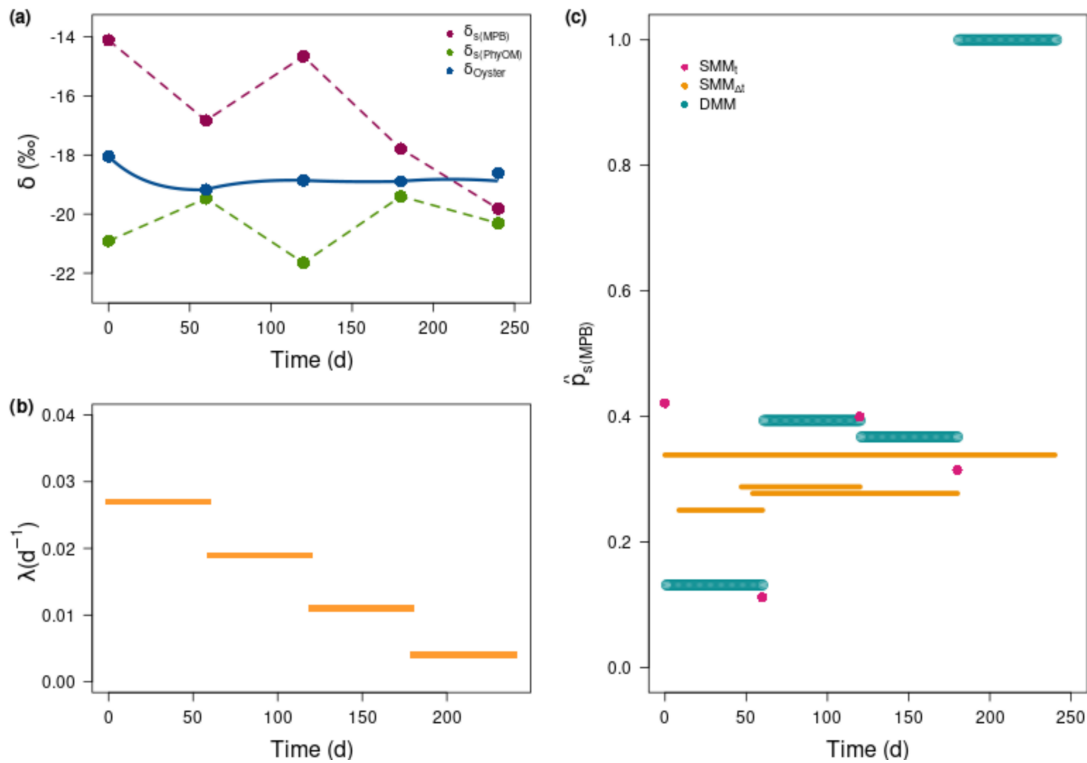 (a)
-14
-16
-18
-20
-22
δ (‰)
δs(MPB)
δs(PhyOM)
δOyster
0 50 100 150 200 250
Time (d)
(b)
0.04
0.03
0.02
0.01
0.00
λ(d⁻¹)
0 50 100 150 200
Time (d)
(c)
1.0
0.8
0.6
0.4
0.2
0.0
p̂s(MPB)
SMMt
SMMΔt
DMM
0 50 100 150 200 250
Time (d)